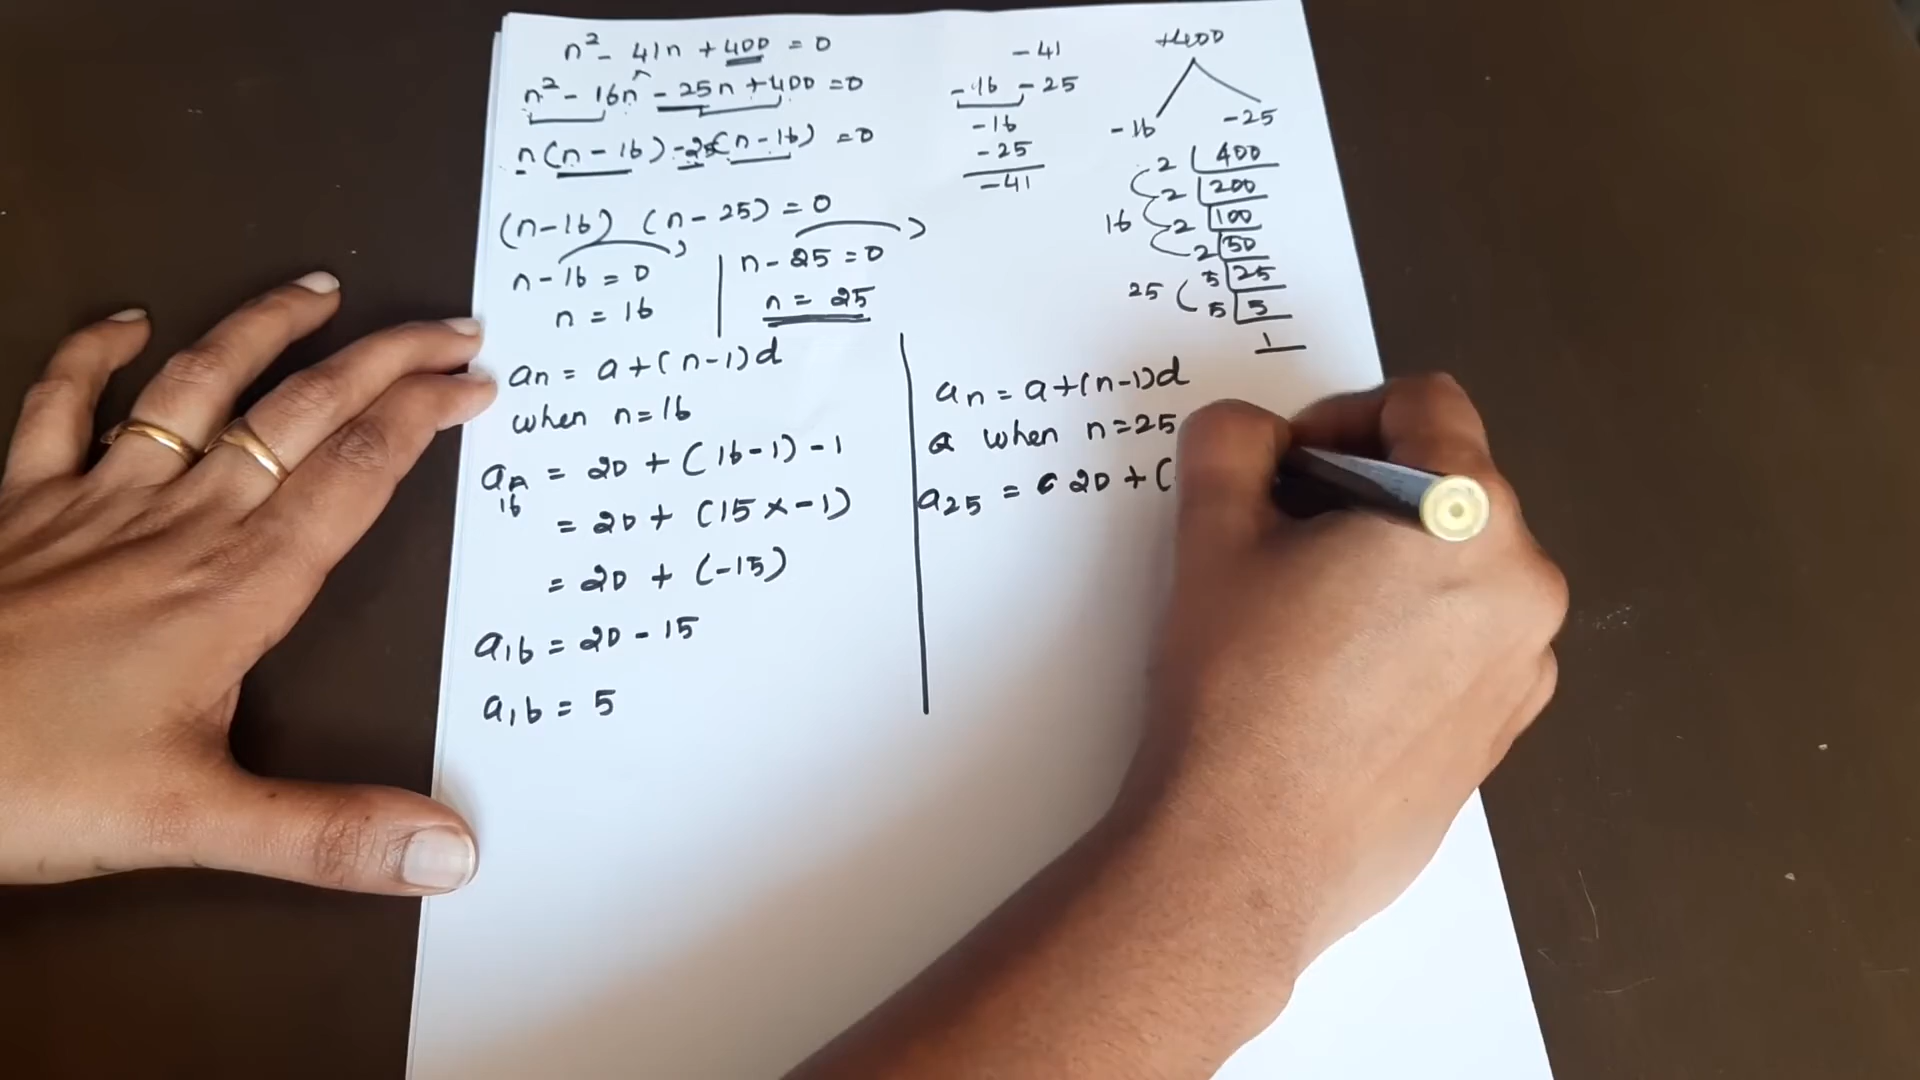 n² - 41n + 400 = 0
n² - 16n - 25n + 400 = 0
n(n - 16) - 25(n - 16) = 0
(n - 16) (n - 25) = 0
n - 16 = 0
n = 16
n - 25 = 0
n = 25
- 41
- 16 - 25
- 16
- 25
- 41
+400
- 16 - 25
2 400
2 200
2 100
2 50
5 25
5 5
1
16
25
an = a + (n - 1) d
when n = 16
a16 = 20 + (16 - 1) - 1
= 20 + (15 × - 1)
= 20 + (-15)
a16 = 20 - 15
a16 = 5
an = a + (n - 1) d
when n = 25
a25 = 20 + (